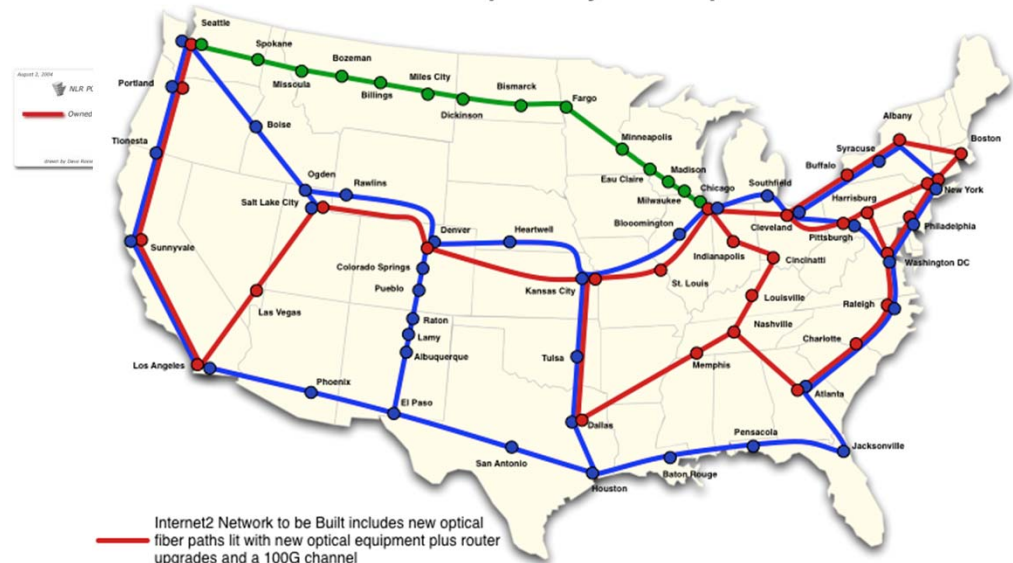 Seattle
Spokane
Bozeman
Miles City
Bismarck
Fargo
Portland
Missoula
Billings
Dickinson
August 2, 2004
NLR
Owned
Tionesta
Boise
Minneapolis
Eau Claire
Madison
Milwaukee
Chicago
Southfield
Buffalo
Syracuse
Albany
Boston
Ogden
Rawlins
Salt Lake City
Harrisburg
New York
Sunnyvale
Denver
Heartwell
Blooomington
Cleveland
Pittsburgh
Philadelphia
Indianapolis
Cincinatti
Washington DC
Colorado Springs
Pueblo
Kansas City
St. Louis
Las Vegas
Raton
Lamy
Albuquerque
Louisville
Raleigh
Nashville
Charlotte
Tulsa
Memphis
Los Angeles
Phoenix
El Paso
Dallas
Atlanta
San Antonio
Pensacola
Jacksonville
Baton Rouge
Houston
Internet2 Network to be Built includes new optical
fiber paths lit with new optical equipment plus router
upgrades and a 100G channel